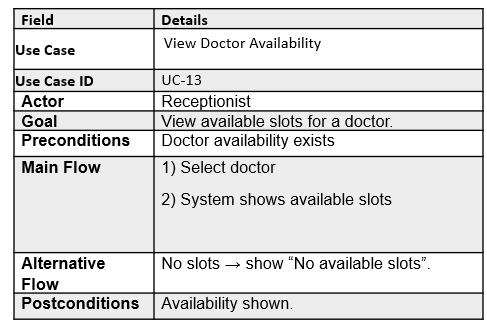 Field Details
Use Case View Doctor Availability
Use Case ID UC-13
Actor Receptionist
Goal View available slots for a doctor.
Preconditions Doctor availability exists
Main Flow 1) Select doctor
2) System shows available slots
Alternative Flow No slots → show “No available slots”.
Postconditions Availability shown.